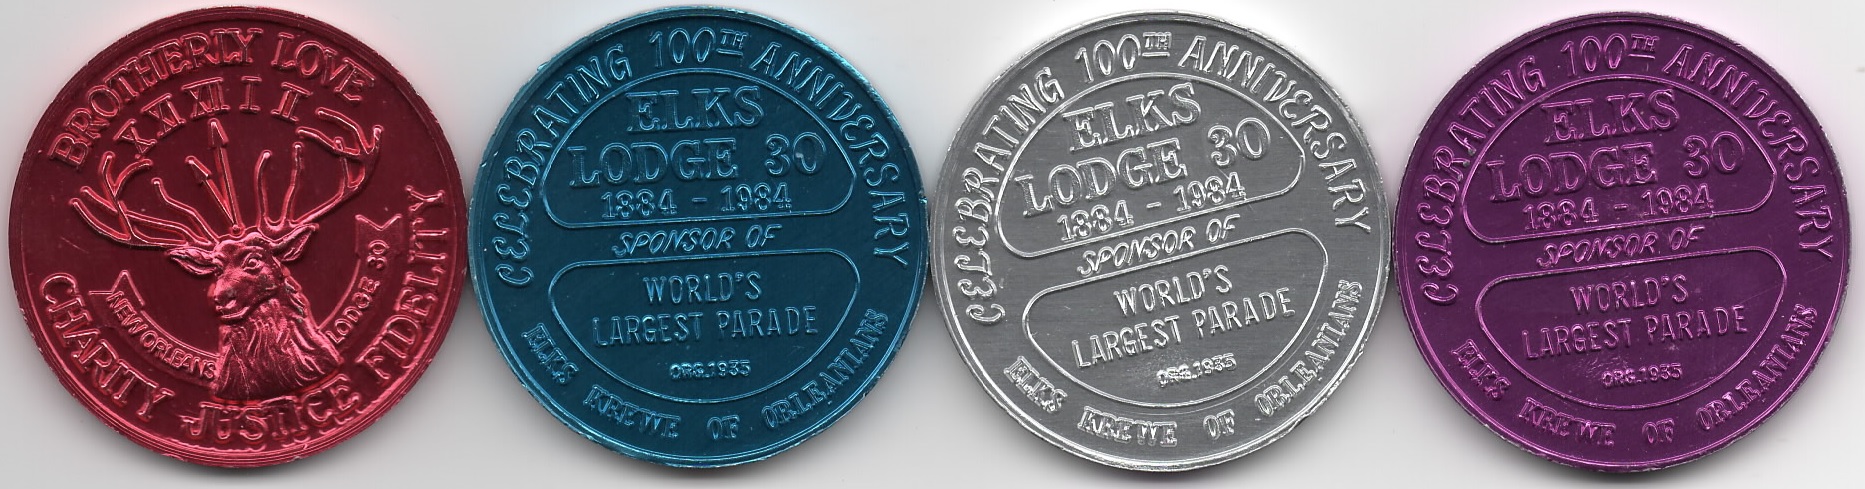 BROTHERLY LOVE
X XI XII I II
NEW ORLEANS
LODGE 30
CHARITY JUSTICE FIDELITY
CELEBRATING 100TH ANNIVERSARY
ELKS
LODGE 30
1884 - 1984
SPONSOR OF
WORLD'S
LARGEST PARADE
ORG.1935
ELKS KREWE OF ORLEANIANS
CELEBRATING 100TH ANNIVERSARY
ELKS
LODGE 30
1884 - 1984
SPONSOR OF
WORLD'S
LARGEST PARADE
ORG.1935
ELKS KREWE OF ORLEANIANS
CELEBRATING 100TH ANNIVERSARY
ELKS
LODGE 30
1884 - 1984
SPONSOR OF
WORLD'S
LARGEST PARADE
ORG.1935
ELKS KREWE OF ORLEANIANS